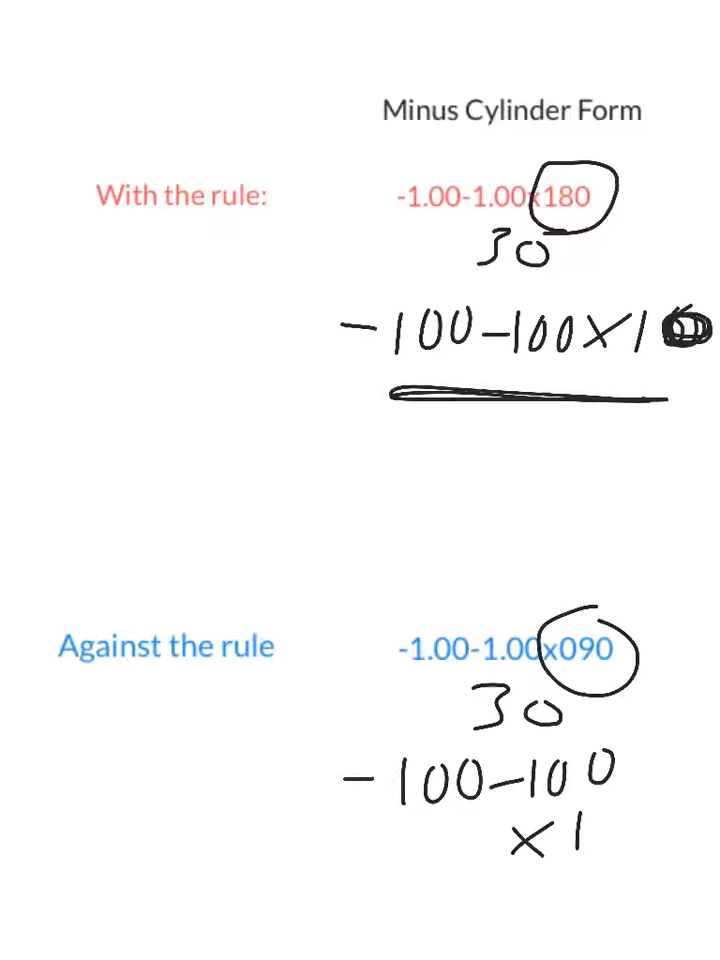 Minus Cylinder Form
With the rule: -1.00-1.00x180
30
-100-100x1
Against the rule -1.00-1.00x090
30
-100-100
x1